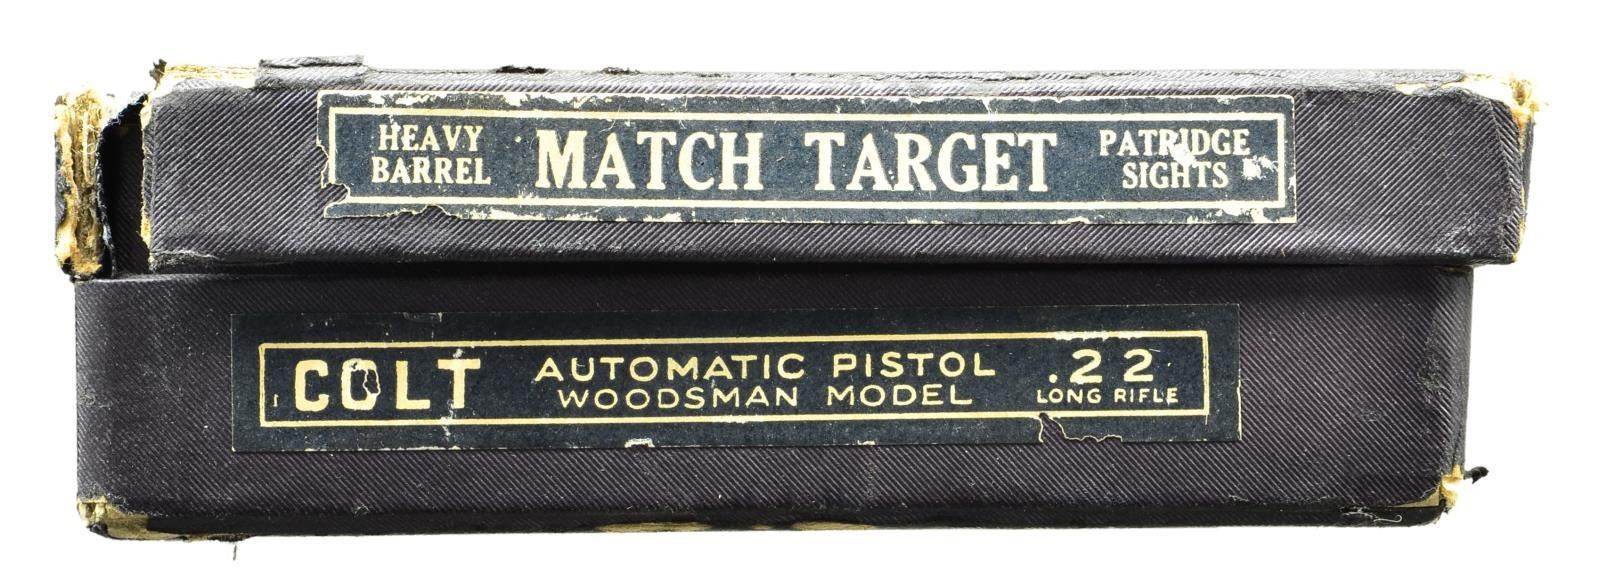 HEAVY BARREL
MATCH TARGET
PATRIDGE SIGHTS
COLT
AUTOMATIC PISTOL
WOODSMAN MODEL
.22
LONG RIFLE